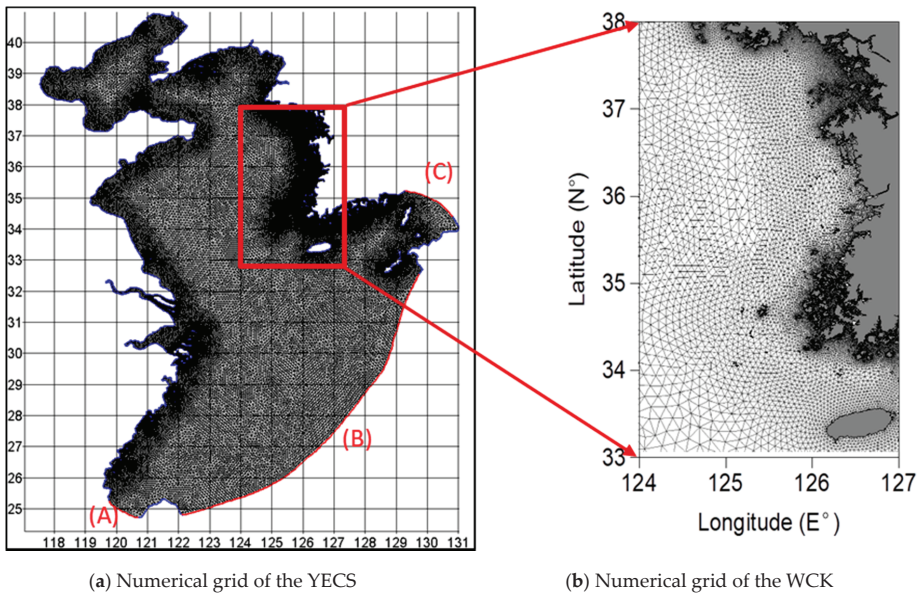 40
39
38
37
36
35
34
33
32
31
30
29
28
27
26
25
118 119 120 121 122 123 124 125 126 127 128 129 130 131
(A)
(B)
(C)
38
37
36
35
34
33
124 125 126 127
Latitude (N°)
Longitude (E°)
(a) Numerical grid of the YECS
(b) Numerical grid of the WCK